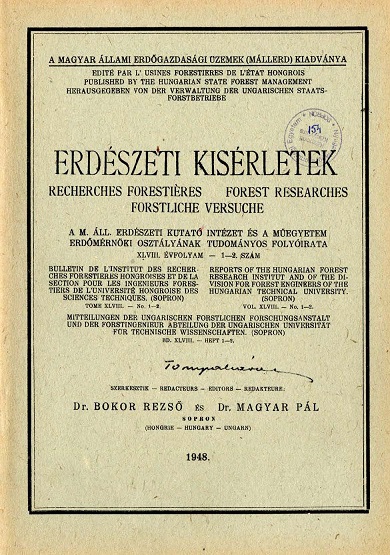 A MAGYAR ÁLLAMI ERDŐGAZDASÁGI ÜZEMEK (MÁLLERD) KIADVÁNYA
EDITÉ PAR L' USINES FORESTIERES DE L'ÉTAT HONGROIS
PUBLISHED BY THE HUNGARIAN STATE FOREST MANAGEMENT
HERAUSGEGEBEN VON DER VERWALTUNG DER UNGARISCHEN STAATS-
FORSTBETRIEBE
151
ERDÉSZETI KISÉRLETEK
RECHERCHES FORESTIÈRES FOREST RESEARCHES
FORSTLICHE VERSUCHE
A M. ÁLL. ERDÉSZETI KUTATÓ INTÉZET ÉS A MŰEGYETEM
ERDŐMÉRNÖKI OSZTÁLYÁNAK TUDOMÁNYOS FOLYÓIRATA
XLVIII. ÉVFOLYAM — 1—2. SZÁM
BULLETIN DE L'INSTITUT DES RECHER-
CHES FORESTIÈRES HONGROISES ET DE LA
SECTION POUR LES INGENIEURS FORES-
TIERS DE L'UNIVERSITÉ HONGROISE DES
SCIENCES TECHNIQUES. (SOPRON)
TOME XLVIII. — No. 1—2.
REPORTS OF THE HUNGARIAN FOREST
RESEARCH INSTITUT AND OF THE DI-
VISION FOR FOREST ENGINEERS OF THE
HUNGARIAN TECHNICAL UNIVERSITY.
(SOPRON)
VOL. XLVIII. — No. 1—2.
MITTEILUNGEN DER UNGARISCHEN FORSTLICHEN FORSCHUNGSANSTALT
UND DER FORSTINGENIEUR ABTEILUNG DER UNGARISCHEN UNIVERSITÄT
FÜR TECHNISCHE WISSENSCHAFTEN. (SOPRON)
BD. XLVIII. — HEFT 1—2.
SZERKESZTIK — REDACTEURS — EDITORS — REDAKTEURE:
Dr. BOKOR REZSŐ ÉS Dr. MAGYAR PÁL
SOPRON
(HONGRIE — HUNGARY — UNGARN)
1948.